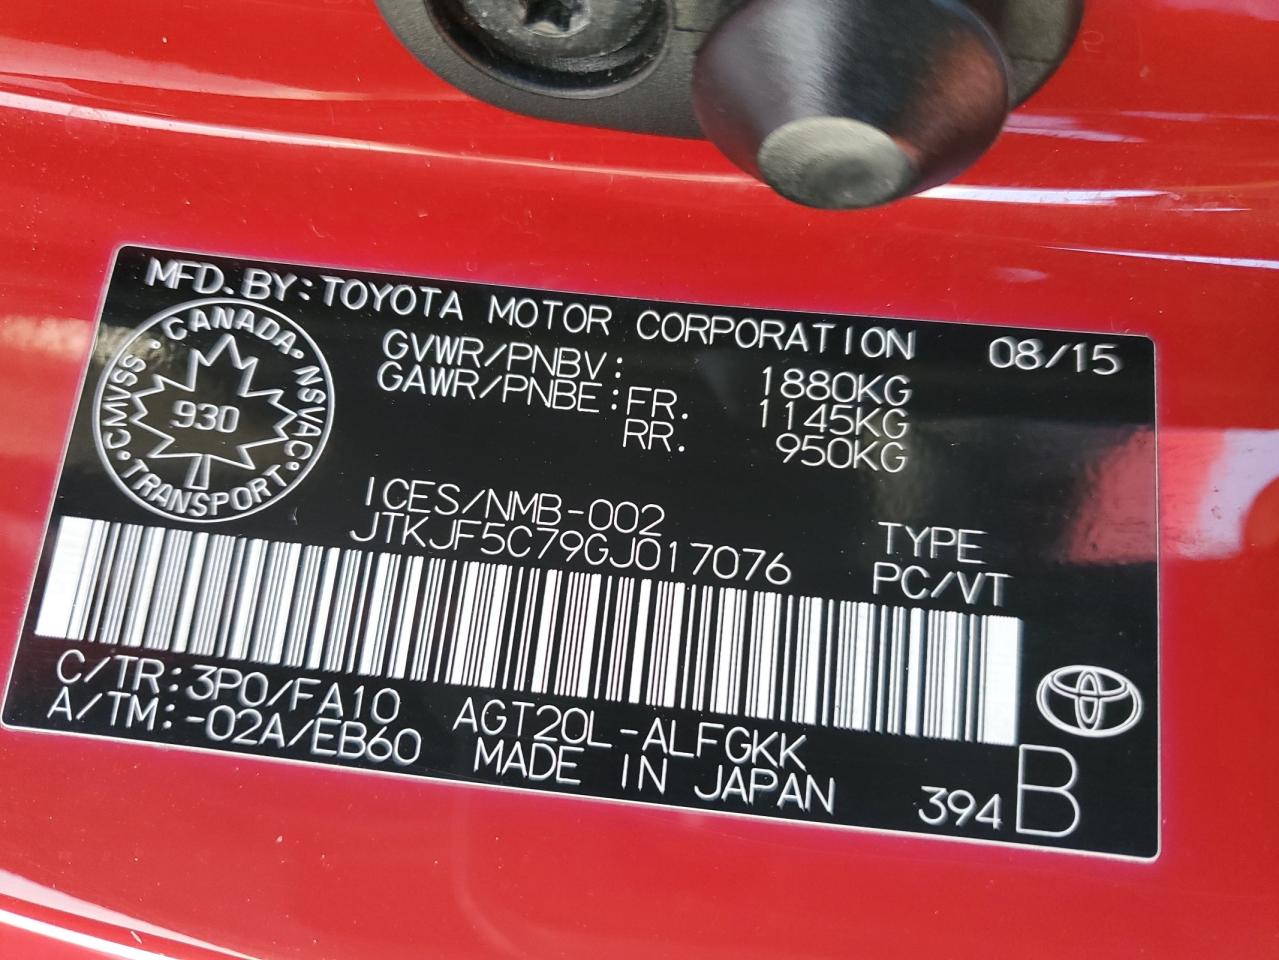 MFD.BY:TOYOTA MOTOR CORPORATION 08/15
GVWR/PNBV: 1880KG
GAWR/PNBE:FR. 1145KG
RR. 950KG
CANADA·NSVAC·TRANSPORT·CMVSS·
930
ICES/NMB-002
JTKJF5C79GJ017076
TYPE
PC/VT
C/TR:3P0/FA10 AGT20L-ALFGKK
A/TM:-02A/EB60 MADE IN JAPAN
394 B